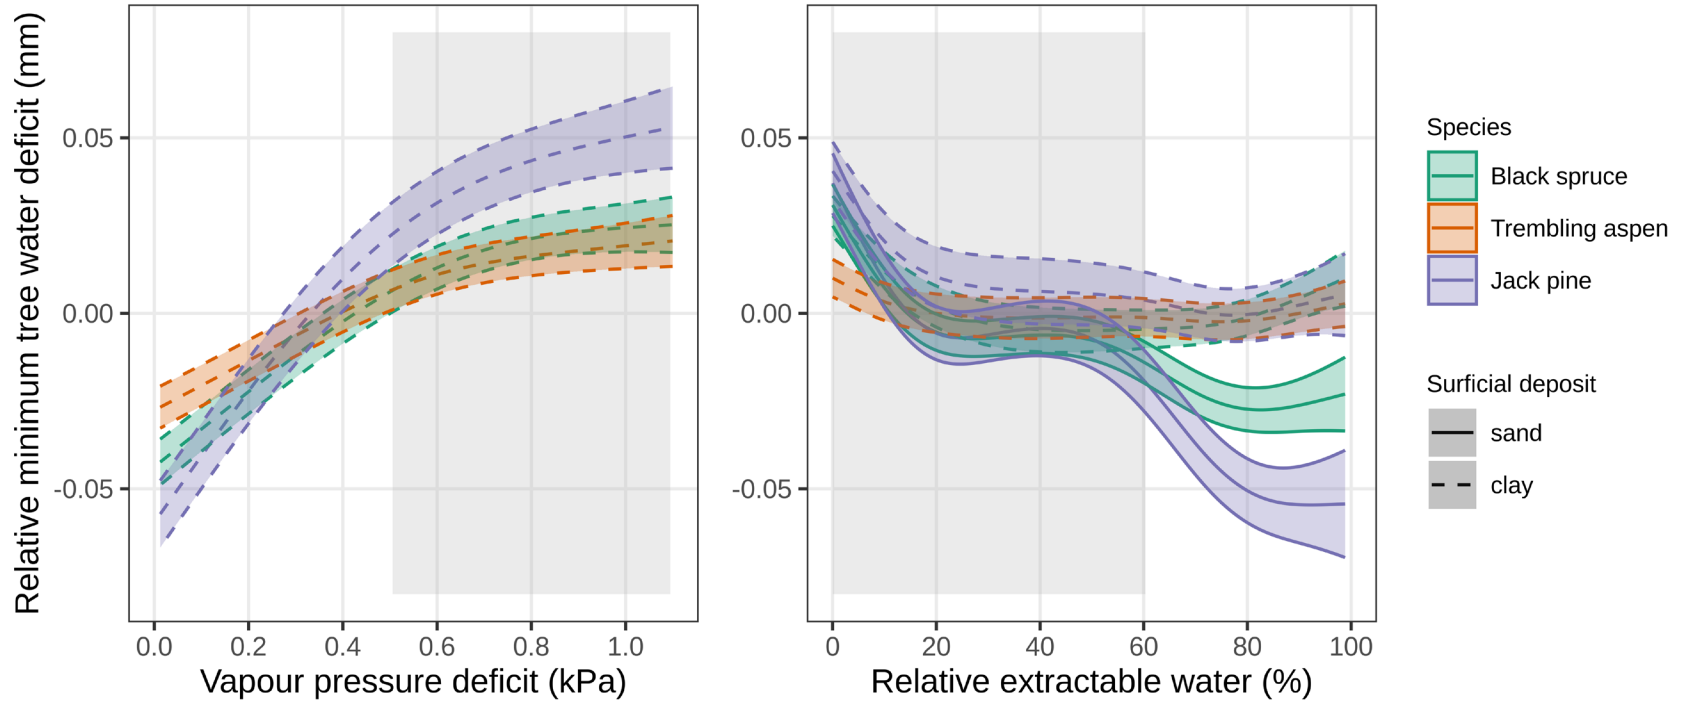 Relative minimum tree water deficit (mm)
0.05
0.00
-0.05
0.0 0.2 0.4 0.6 0.8 1.0
Vapour pressure deficit (kPa)
0.05
0.00
-0.05
0 20 40 60 80 100
Relative extractable water (%)
Species
Black spruce
Trembling aspen
Jack pine
Surficial deposit
sand
clay